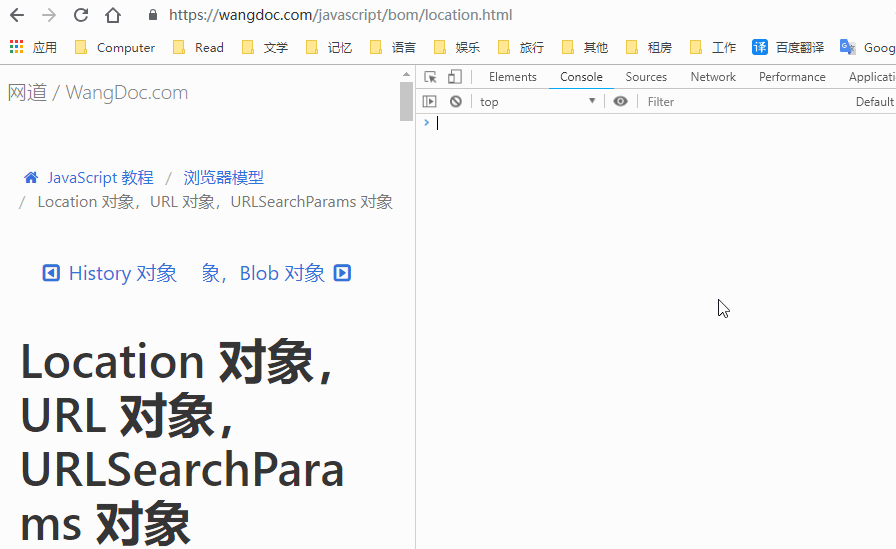 https://wangdoc.com/javascript/bom/location.html
应用 Computer Read 文学 记忆 语言 娱乐 旅行 其他 租房 工作 译 百度翻译 Goog
网道 / WangDoc.com
Elements Console Sources Network Performance Applicati
top Filter Default
JavaScript 教程 / 浏览器模型
/ Location 对象，URL 对象，URLSearchParams 对象
History 对象 象，Blob 对象
Location 对象，
URL 对象，
URLSearchPara
ms 对象